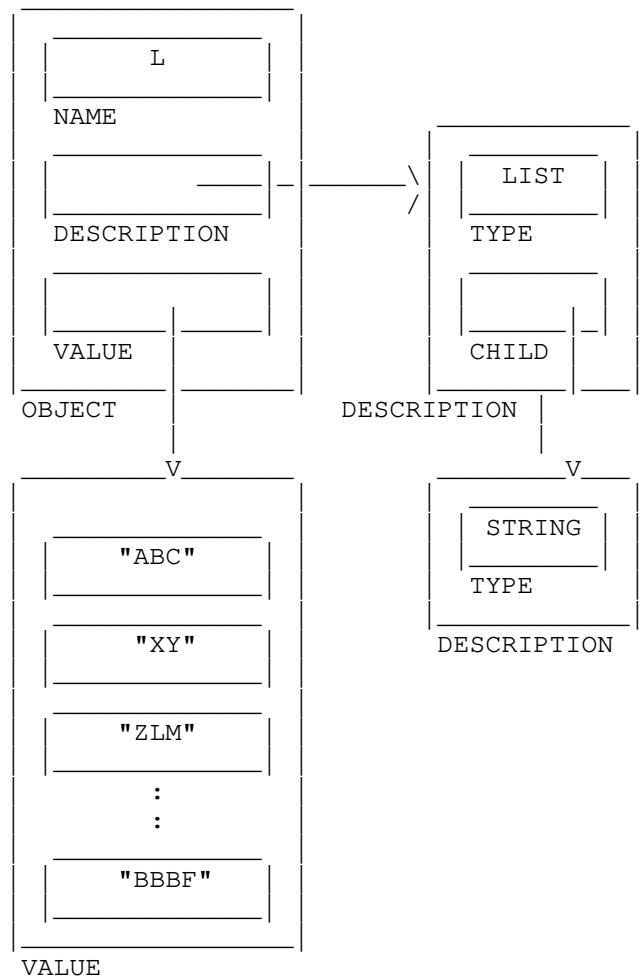 L
NAME
LIST
DESCRIPTION TYPE
VALUE CHILD
OBJECT DESCRIPTION
V V
"ABC" STRING
TYPE
"XY" DESCRIPTION
"ZLM"
:
:
"BBBF"
VALUE